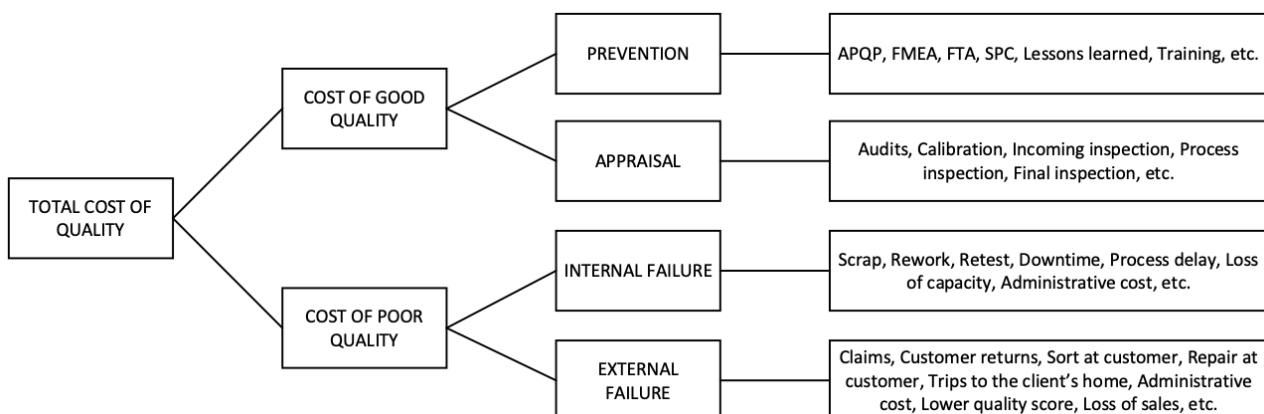 TOTAL COST OF
QUALITY
COST OF GOOD
QUALITY
COST OF POOR
QUALITY
PREVENTION
APPRAISAL
INTERNAL FAILURE
EXTERNAL
FAILURE
APQP, FMEA, FTA, SPC, Lessons learned, Training, etc.
Audits, Calibration, Incoming inspection, Process
inspection, Final inspection, etc.
Scrap, Rework, Retest, Downtime, Process delay, Loss
of capacity, Administrative cost, etc.
Claims, Customer returns, Sort at customer, Repair at
customer, Trips to the client’s home, Administrative
cost, Lower quality score, Loss of sales, etc.